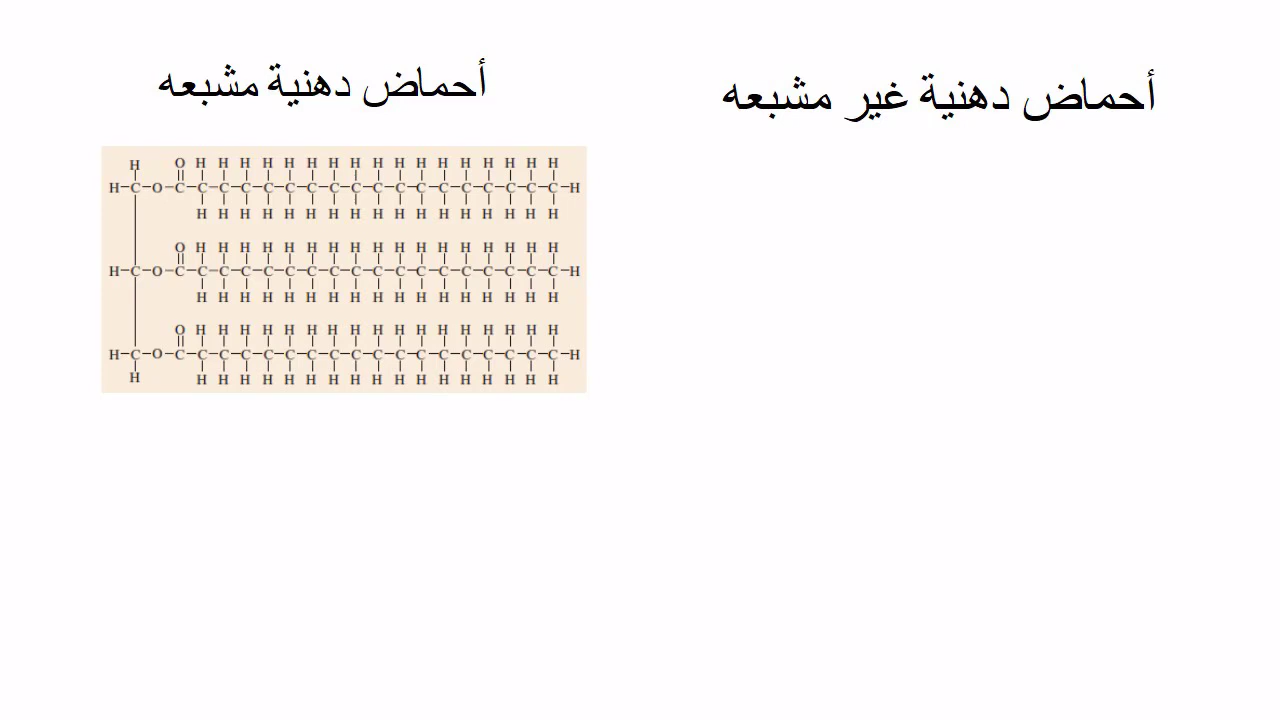 أحماض دهنية غير مشبعه
أحماض دهنية مشبعه
H O H H H H H H H H H H H H H H H H H
H-C-O-C-C-C-C-C-C-C-C-C-C-C-C-C-C-C-C-C-C-H
H H H H H H H H H H H H H H H H H
O H H H H H H H H H H H H H H H H H
H-C-O-C-C-C-C-C-C-C-C-C-C-C-C-C-C-C-C-C-C-H
H H H H H H H H H H H H H H H H H
O H H H H H H H H H H H H H H H H H
H-C-O-C-C-C-C-C-C-C-C-C-C-C-C-C-C-C-C-C-C-H
H H H H H H H H H H H H H H H H H H